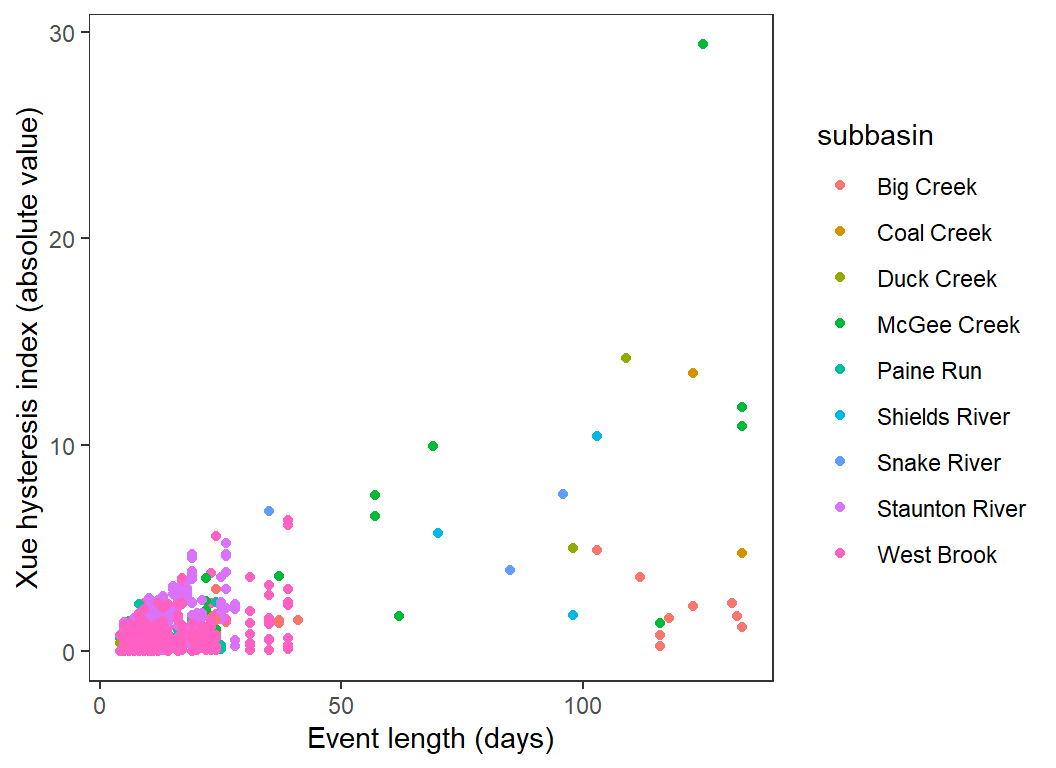 Xue hysteresis index (absolute value)
30
20
10
0
0 50 100
Event length (days)
subbasin
Big Creek
Coal Creek
Duck Creek
McGee Creek
Paine Run
Shields River
Snake River
Staunton River
West Brook